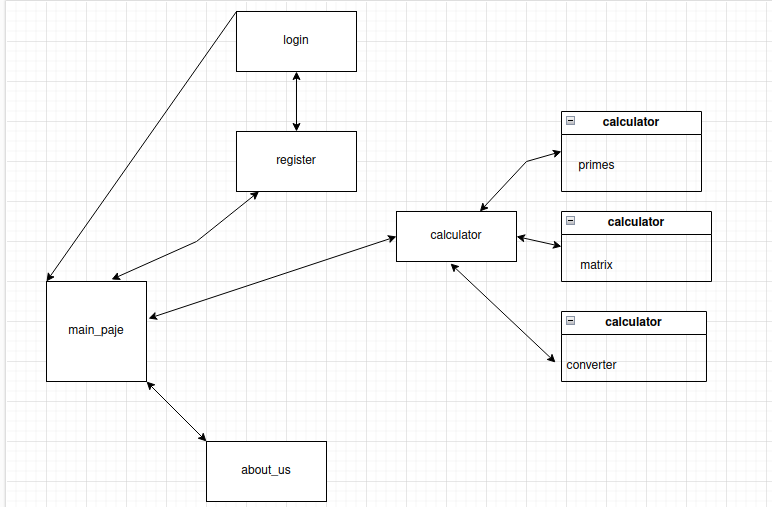 login
register
calculator
primes
calculator
calculator
matrix
main_paje
calculator
converter
about_us